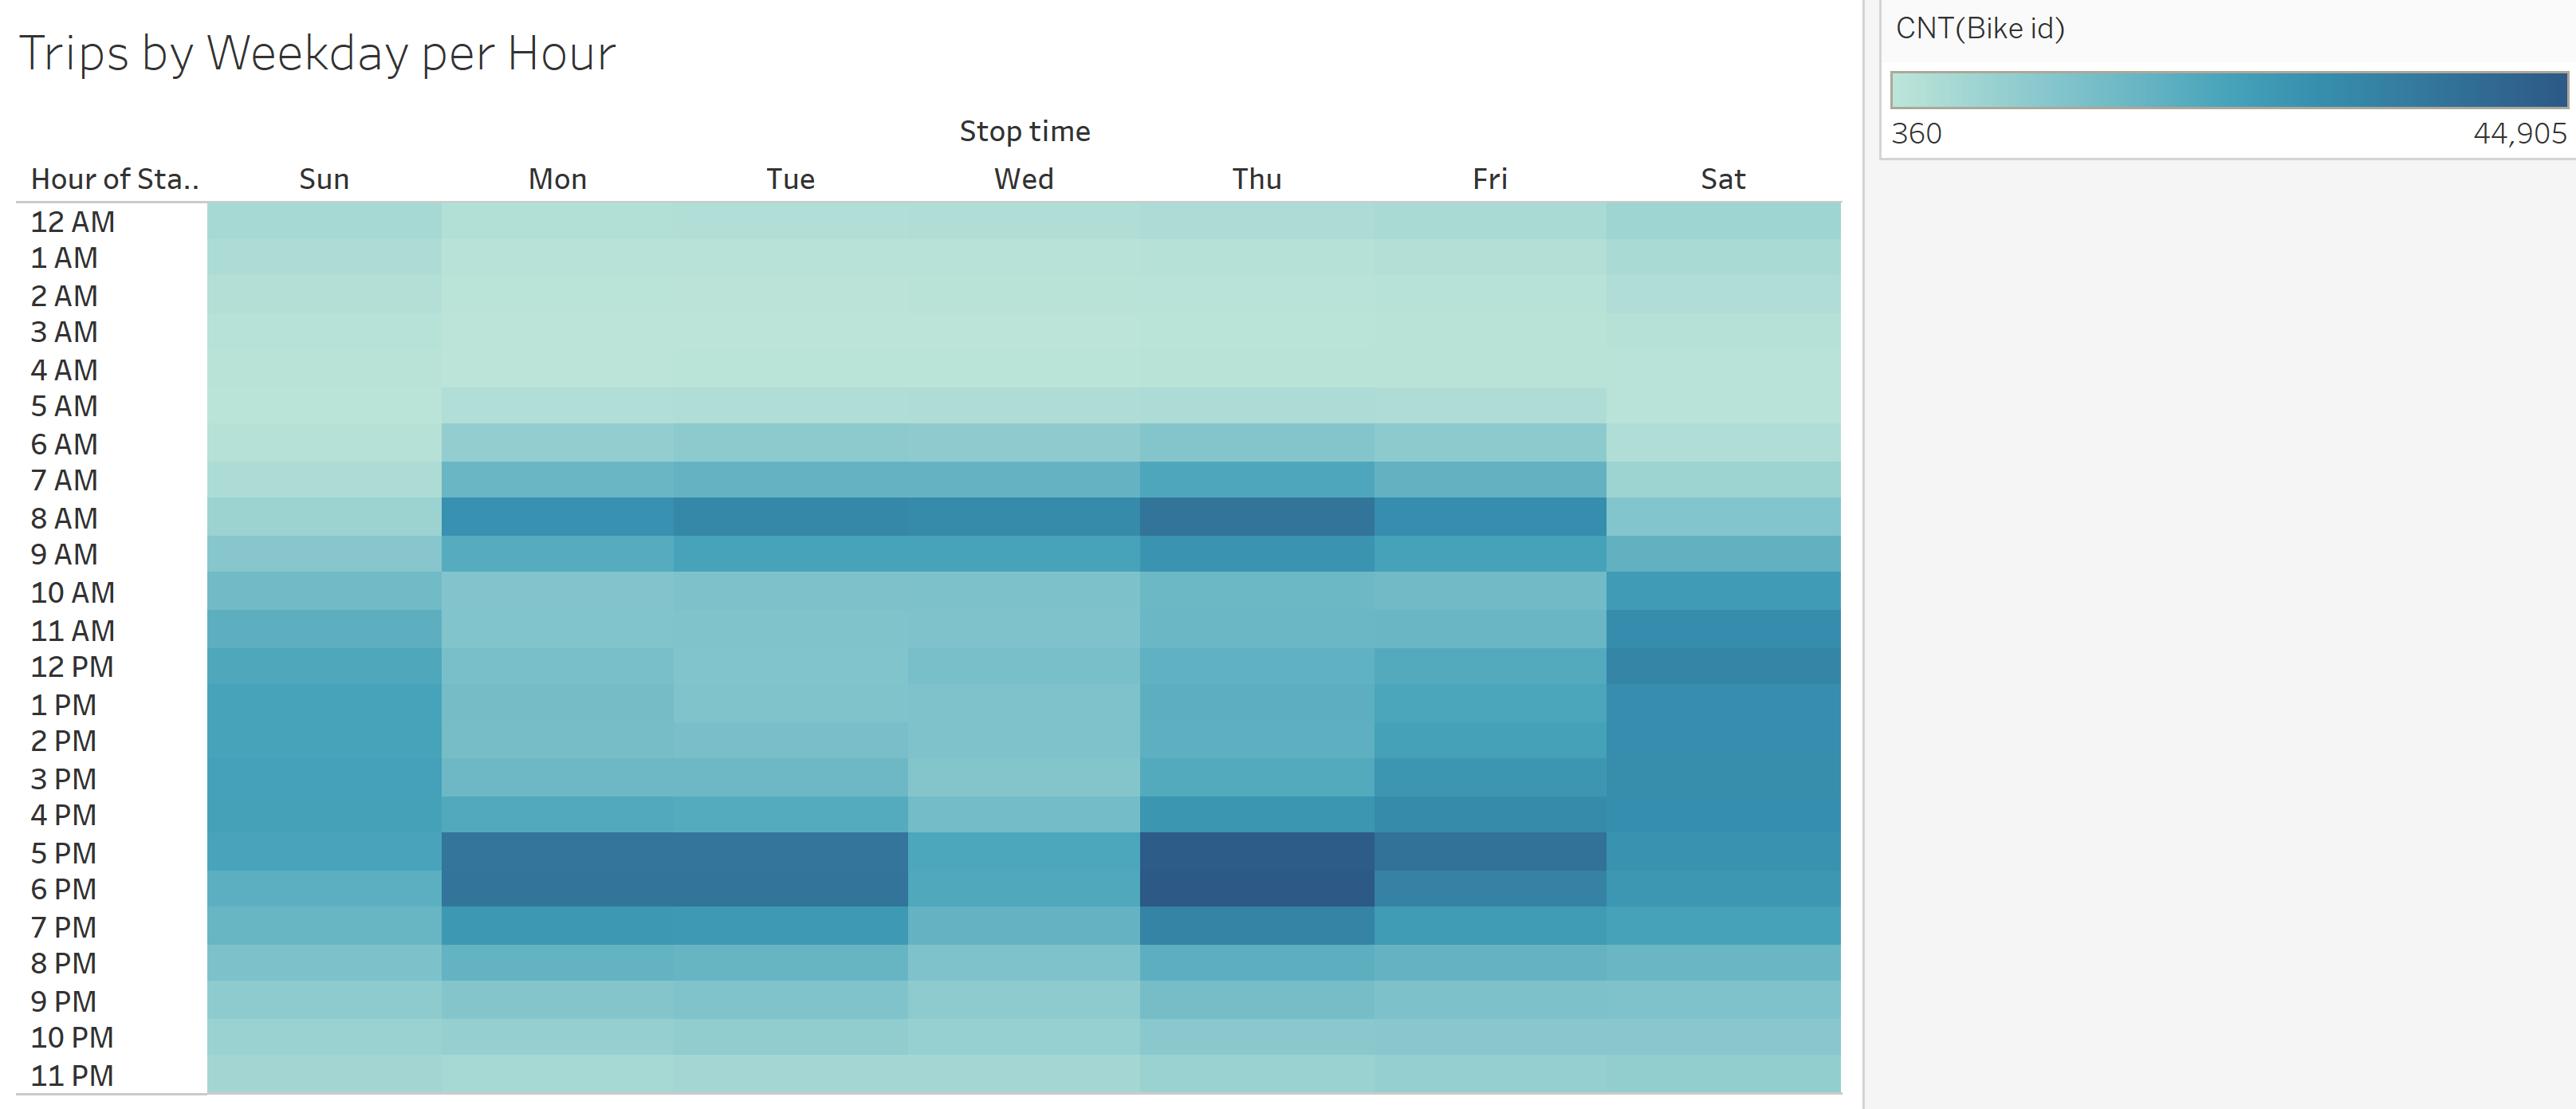 Trips by Weekday per Hour
Stop time
Hour of Sta.. Sun Mon Tue Wed Thu Fri Sat
12 AM
1 AM
2 AM
3 AM
4 AM
5 AM
6 AM
7 AM
8 AM
9 AM
10 AM
11 AM
12 PM
1 PM
2 PM
3 PM
4 PM
5 PM
6 PM
7 PM
8 PM
9 PM
10 PM
11 PM
CNT(Bike id)
360 44,905